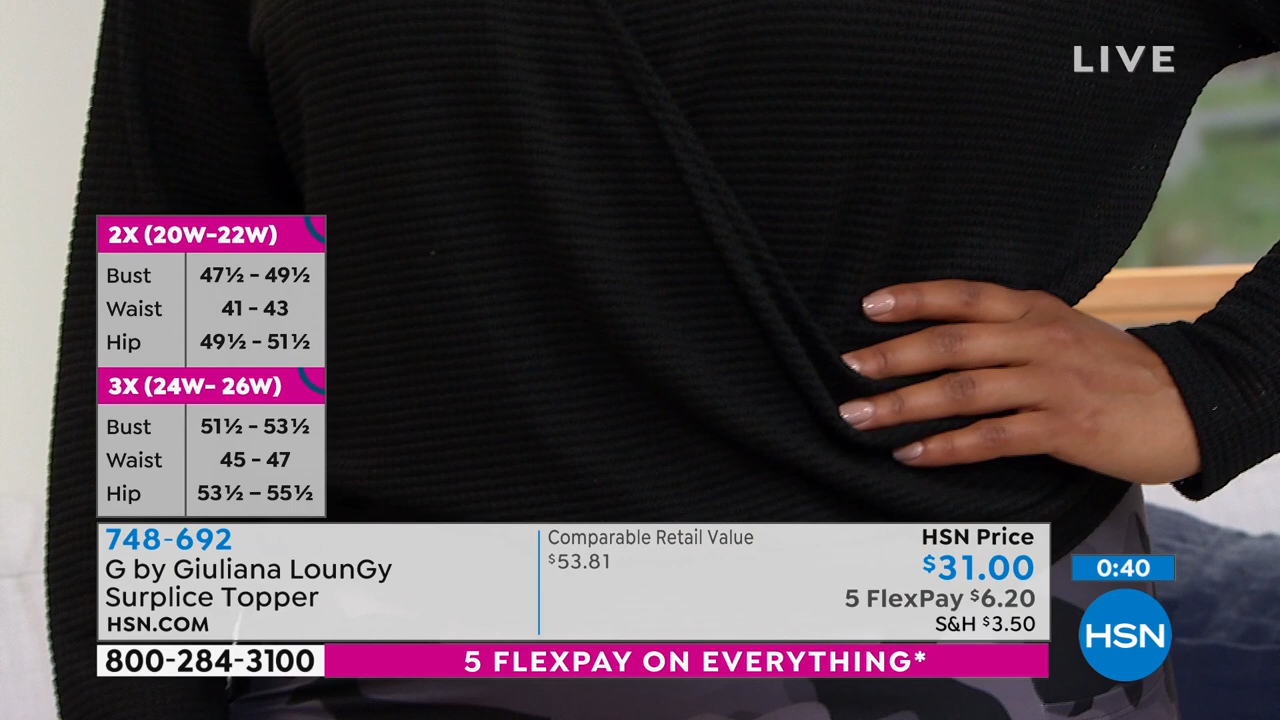 LIVE
2X (20W-22W)
Bust 47½ - 49½
Waist 41 - 43
Hip 49½ - 51½
3X (24W- 26W)
Bust 51½ - 53½
Waist 45 - 47
Hip 53½ - 55½
748-692
G by Giuliana LounGy
Surplice Topper
HSN.COM
Comparable Retail Value
$53.81
HSN Price
$31.00
5 FlexPay $6.20
S&H $3.50
0:40
HSN
800-284-3100
5 FLEXPAY ON EVERYTHING*